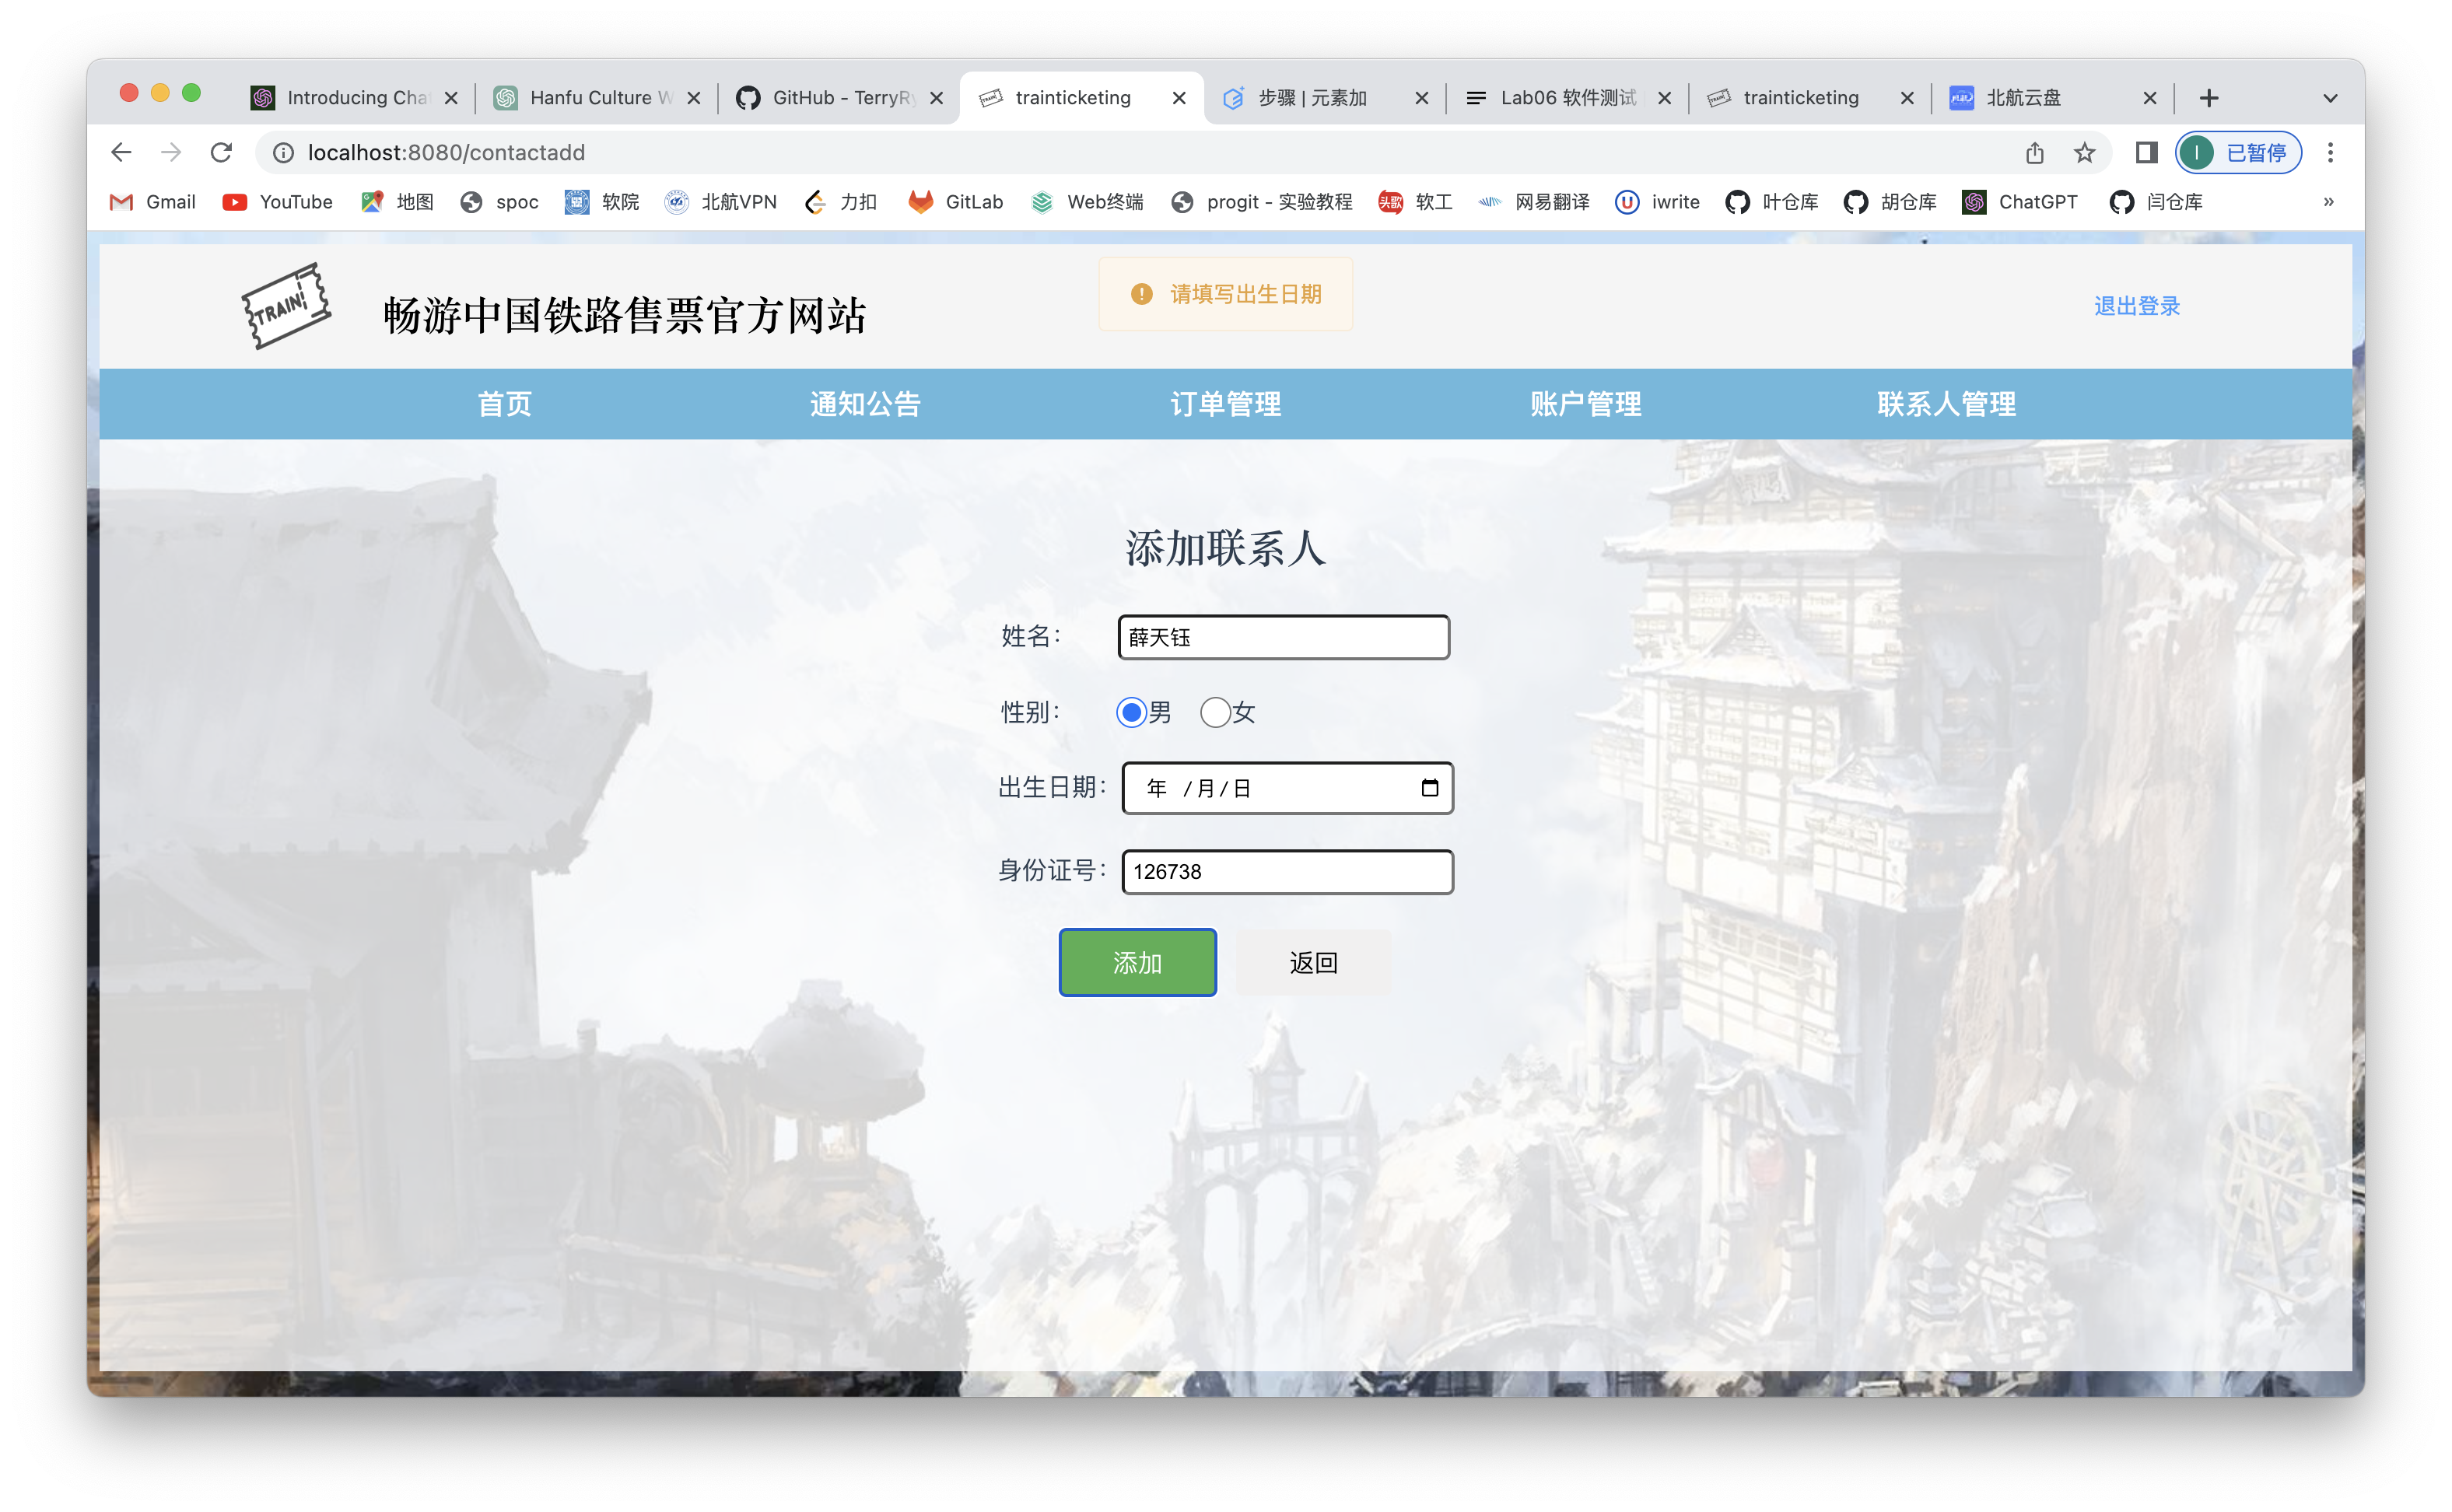 Introducing Cha
Hanfu Culture W
GitHub - TerryRy
trainticketing
步骤 | 元素加
Lab06 软件测试
trainticketing
北航云盘
localhost:8080/contactadd
I
已暂停
Gmail
YouTube
地图
spoc
软院
北航VPN
力扣
GitLab
Web终端
progit - 实验教程
头歌
软工
网易翻译
iwrite
叶仓库
胡仓库
ChatGPT
闫仓库
TRAIN
畅游中国铁路售票官方网站
请填写出生日期
退出登录
首页
通知公告
订单管理
账户管理
联系人管理
添加联系人
姓名: 薛天钰
性别: 男 女
出生日期: 年 /月/日
身份证号: 126738
添加 返回